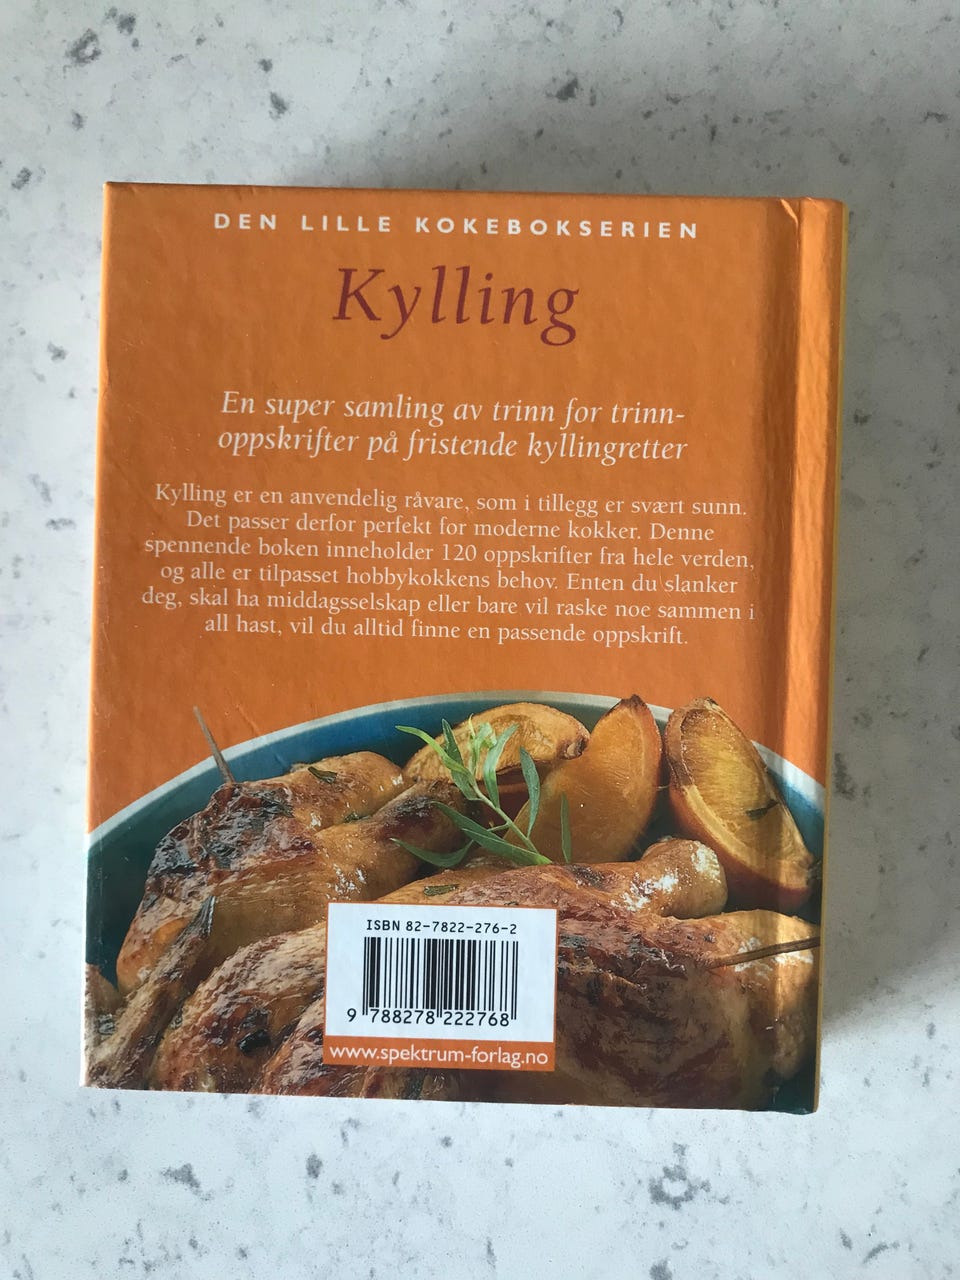 DEN LILLE KOKEBOKSERIEN
Kylling
En super samling av trinn for trinn-
oppskrifter på fristende kyllingretter
Kylling er en anvendelig råvare, som i tillegg er svært sunn.
Det passer derfor perfekt for moderne kokker. Denne
spennende boken inneholder 120 oppskrifter fra hele verden,
og alle er tilpasset hobbykokkens behov. Enten du slanker
deg, skal ha middagsselskap eller bare vil raske noe sammen i
all hast, vil du alltid finne en passende oppskrift.
ISBN 82-7822-276-2
9 788278 222768
www.spektrum-forlag.no